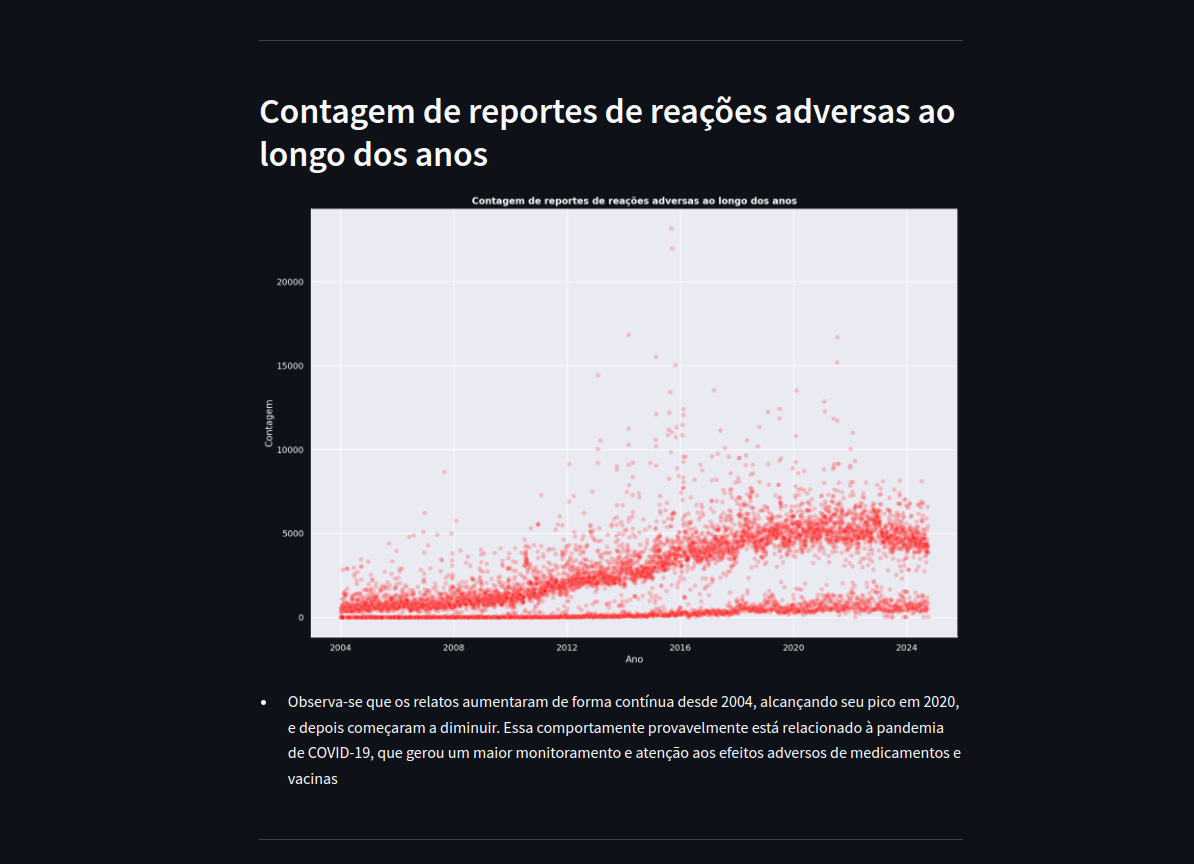 Contagem de reportes de reações adversas ao
longo dos anos
Contagem de reportes de reações adversas ao longo dos anos
20000
15000
10000
5000
0
Contagem
2004 2008 2012 2016 2020 2024
Ano
Observa-se que os relatos aumentaram de forma contínua desde 2004, alcançando seu pico em 2020,
e depois começaram a diminuir. Essa comportamente provavelmente está relacionado à pandemia
de COVID-19, que gerou um maior monitoramento e atenção aos efeitos adversos de medicamentos e
vacinas